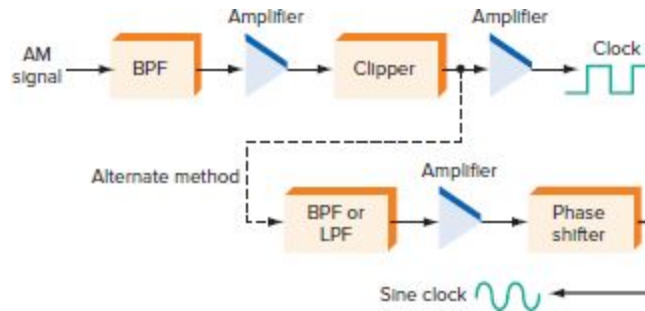 Amplifier
Amplifier
AM
signal
BPF
Clipper
Clock
Alternate method
Amplifier
BPF or
LPF
Phase
shifter
Sine clock